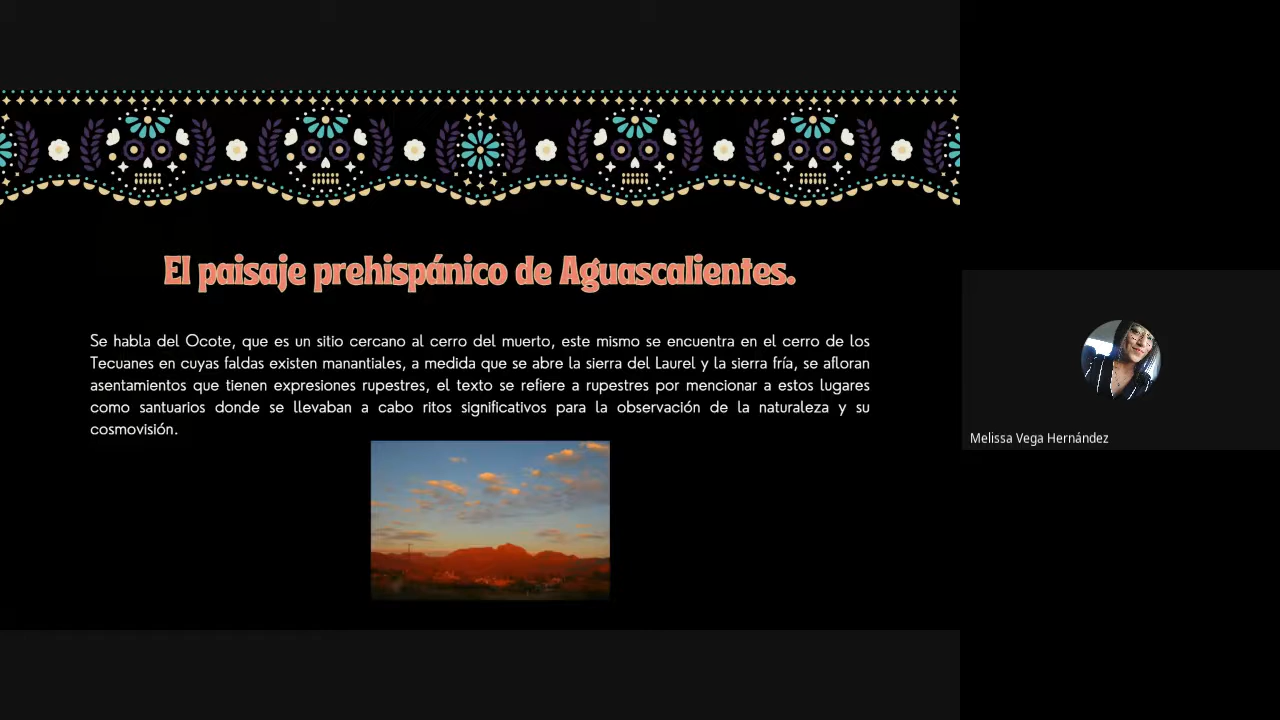 El paisaje prehispánico de Aguascalientes.
Se habla del Ocote, que es un sitio cercano al cerro del muerto, este mismo se encuentra en el cerro de los
Tecuanes en cuyas faldas existen manantiales, a medida que se abre la sierra del Laurel y la sierra fría, se afloran
asentamientos que tienen expresiones rupestres, el texto se refiere a rupestres por mencionar a estos lugares
como santuarios donde se llevaban a cabo ritos significativos para la observación de la naturaleza y su
cosmovisión.
Melissa Vega Hernández